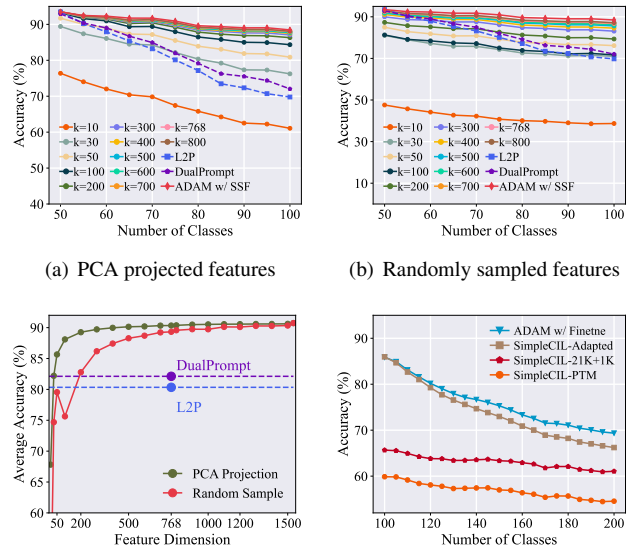 Accuracy (%)
90
80
70
60
50
40
k=10
k=30
k=50
k=100
k=200
k=300
k=400
k=500
k=600
k=700
k=768
k=800
L2P
DualPrompt
ADAM w/ SSF
50
60
70
80
90
100
Number of Classes
(a) PCA projected features
Accuracy (%)
90
70
50
30
10
k=10
k=30
k=50
k=100
k=200
k=300
k=400
k=500
k=600
k=700
k=768
k=800
L2P
DualPrompt
ADAM w/ SSF
50
60
70
80
90
100
Number of Classes
(b) Randomly sampled features
Average Accuracy (%)
90
85
80
75
70
65
60
DualPrompt
L2P
PCA Projection
Random Sample
50
200
500
768
1000
1200
1500
Feature Dimension
Accuracy (%)
90
80
70
60
ADAM w/ Finetne
SimpleCIL-Adapted
SimpleCIL-21K+1K
SimpleCIL-PTM
100
120
140
160
180
200
Number of Classes